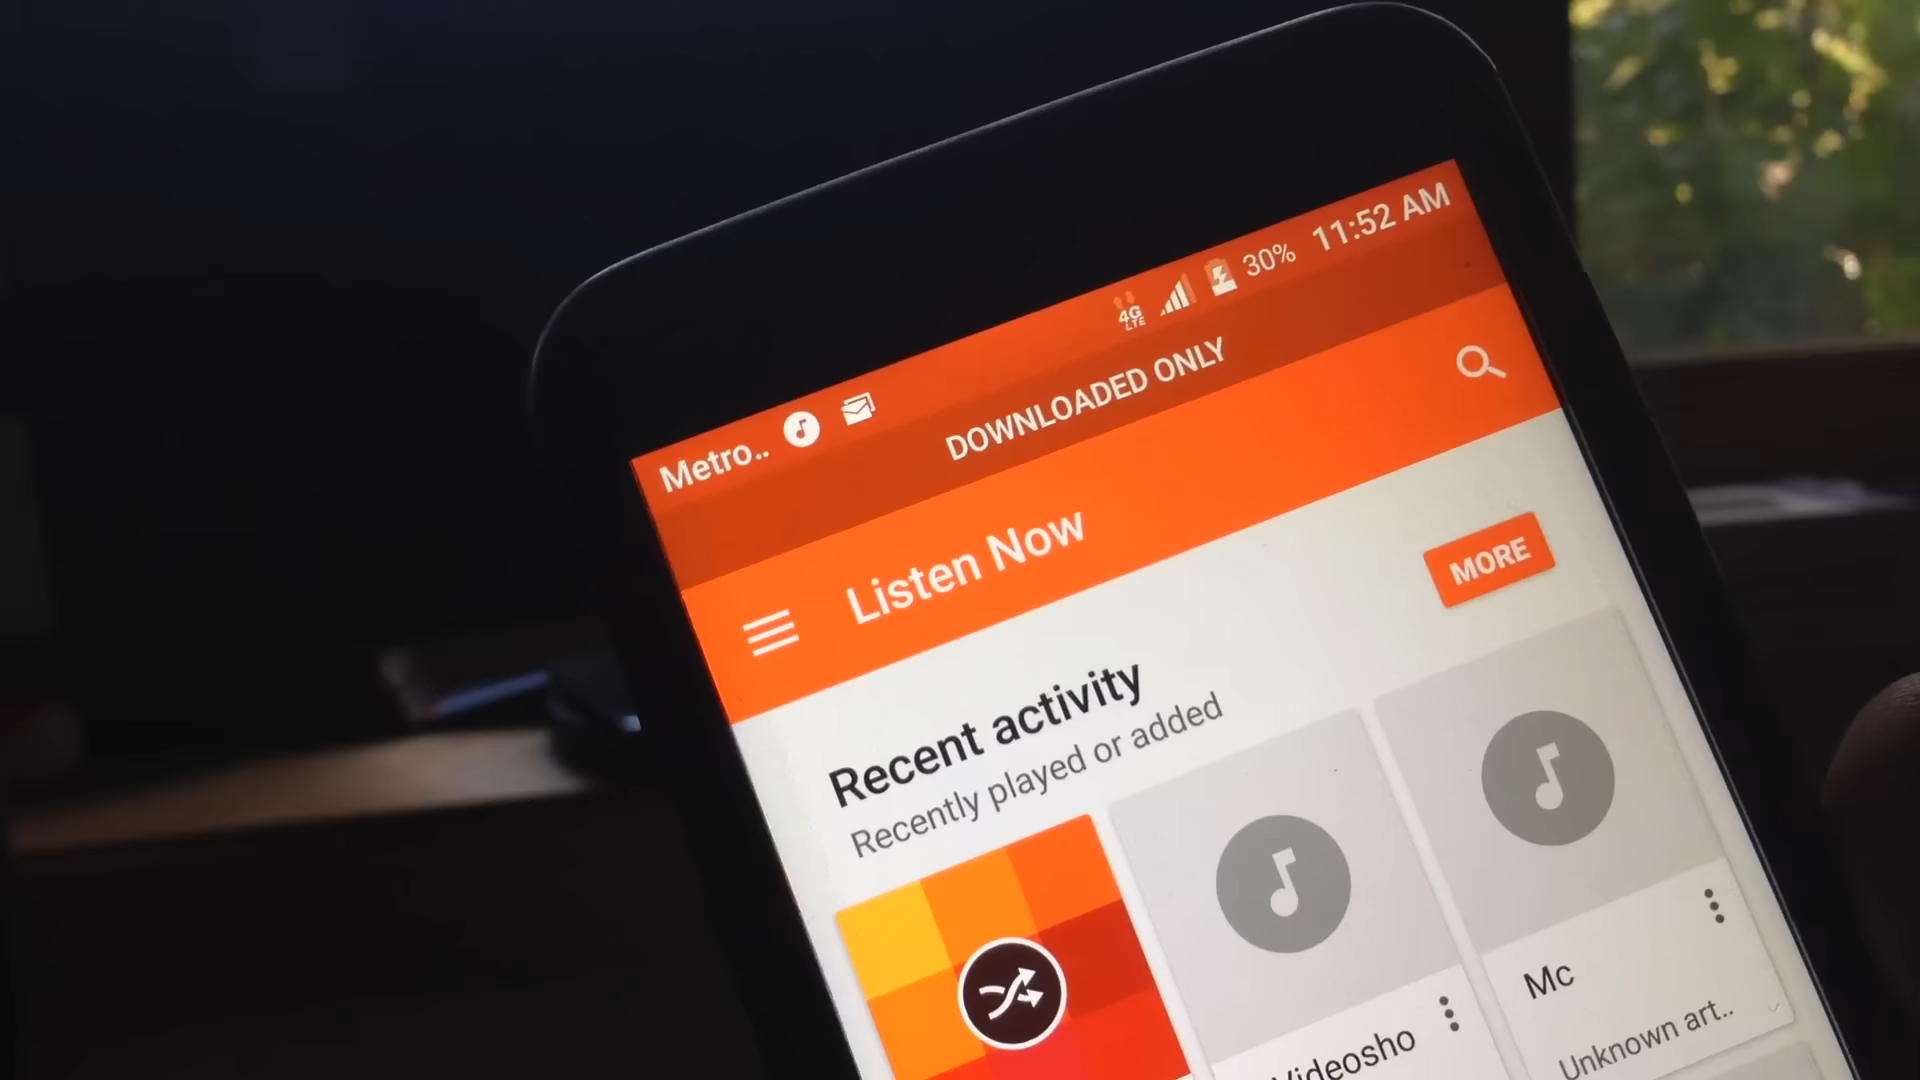 Metro.. 4G LTE 30% 11:52 AM
DOWNLOADED ONLY
Listen Now
MORE
Recent activity
Recently played or added
Mc
Unknown art..
Videosho